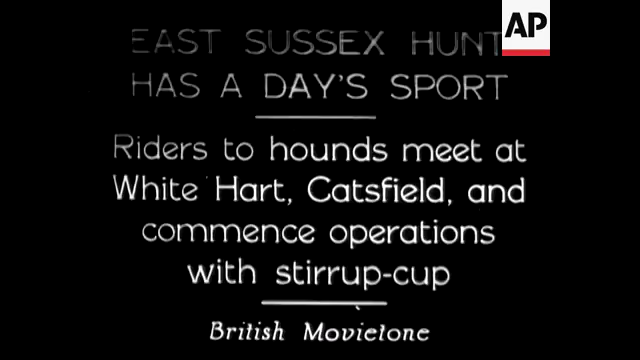 AP
EAST SUSSEX HUNT
HAS A DAY'S SPORT
Riders to hounds meet at
White Hart, Catsfield, and
commence operations
with stirrup-cup
British Movietone